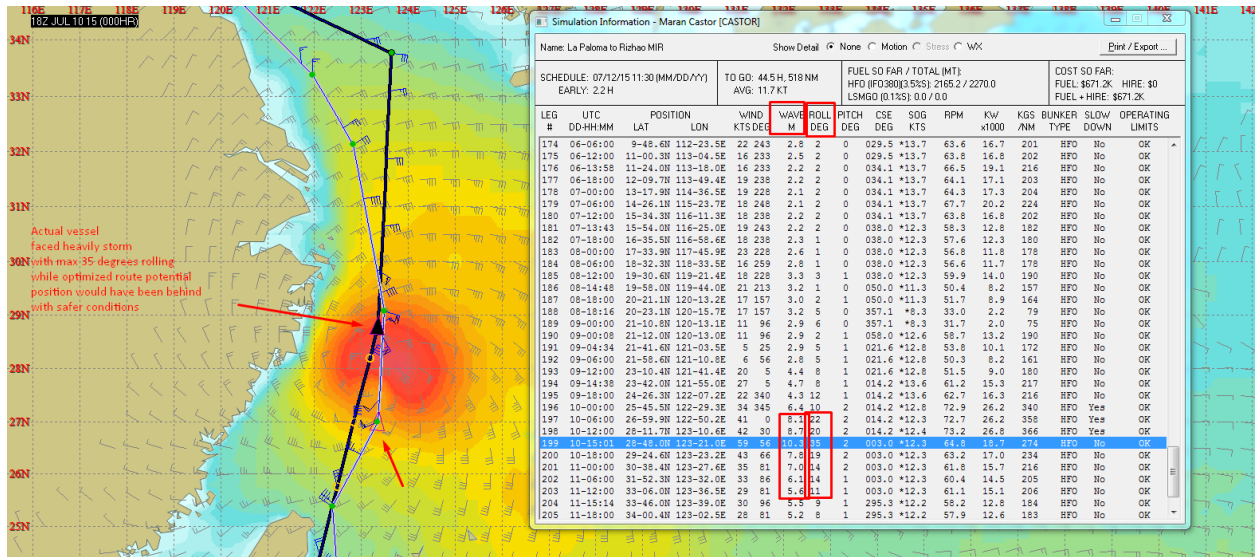 116E 117E 118E 119E 120E 121E 122E 123E 124E 125E 126E 141E
18Z JUL 10 15 (000HR)
34N
33N
32N
31N
30N
29N
28N
27N
26N
25N
Actual vessel
faced heavily storm
with max 35 degrees rolling
while optimized route potential
position would have been behind
with safer conditions
Simulation Information - Maran Castor [CASTOR]
Name: La Paloma to Rizhao MIR Show Detail None Motion Stress WX Print / Export ...
SCHEDULE: 07/12/15 11:30 (MM/DD/YY) TO GO: 44.5 H, 518 NM FUEL SO FAR / TOTAL (MT): COST SO FAR:
EARLY: 2.2 H AVG: 11.7 KT HFO (IFO380)(3.5%S): 2165.2 / 2270.0 FUEL: $671.2K HIRE: $0
LSMGO (0.1%S): 0.0 / 0.0 FUEL + HIRE: $671.2K
LEG UTC POSITION WIND WAVE ROLL PITCH CSE SOG RPM KW KGS BUNKER SLOW OPERATING
# DD-HH:MM LAT LON KTS DEG M DEG DEG DEG KTS x1000 /NM TYPE DOWN LIMITS
174 06-06:00 9-48.6N 112-23.5E 22 243 2.8 2 0 029.5 *13.7 63.6 16.7 201 HFO No OK
175 06-12:00 11-00.3N 113-04.5E 16 233 2.5 2 0 029.5 *13.7 63.8 16.8 202 HFO No OK
176 06-13:58 11-24.0N 113-18.0E 16 233 2.2 2 0 034.1 *13.7 66.5 19.1 216 HFO No OK
177 06-18:00 12-09.7N 113-49.4E 19 238 2.2 2 0 034.1 *13.7 64.1 17.1 203 HFO No OK
178 07-00:00 13-17.9N 114-36.5E 19 228 2.1 2 0 034.1 *13.7 64.3 17.3 204 HFO No OK
179 07-06:00 14-26.1N 115-23.7E 18 248 2.1 2 0 034.1 *13.7 67.7 20.2 224 HFO No OK
180 07-12:00 15-34.3N 116-11.3E 18 238 2.2 2 0 034.1 *13.7 63.8 16.8 202 HFO No OK
181 07-13:43 15-54.0N 116-25.0E 19 243 2.2 2 0 038.0 *12.3 58.3 12.8 182 HFO No OK
182 07-18:00 16-35.5N 116-58.6E 18 238 2.3 1 0 038.0 *12.3 57.6 12.3 180 HFO No OK
183 08-00:00 17-33.9N 117-45.9E 23 228 2.6 1 0 038.0 *12.3 56.8 11.8 178 HFO No OK
184 08-06:00 18-32.3N 118-33.5E 16 259 2.8 1 0 038.0 *12.3 56.6 11.7 178 HFO No OK
185 08-12:00 19-30.6N 119-21.4E 18 228 3.3 3 1 038.0 *12.3 59.9 14.0 190 HFO No OK
186 08-14:48 19-58.0N 119-44.0E 21 213 3.2 1 0 050.0 *11.3 50.4 8.2 157 HFO No OK
187 08-18:00 20-21.1N 120-13.2E 17 157 3.0 2 1 050.0 *11.3 51.7 8.9 164 HFO No OK
188 08-18:16 20-23.1N 120-15.7E 17 157 3.2 6 0 357.1 *8.3 33.0 2.2 79 HFO No OK
189 09-00:00 21-10.8N 120-13.1E 11 96 2.9 6 0 357.1 *8.3 31.7 2.0 75 HFO No OK
190 09-00:08 21-12.0N 120-13.0E 11 96 2.9 2 1 058.0 *12.6 58.7 13.2 190 HFO No OK
191 09-04:34 21-41.6N 121-03.5E 5 25 2.9 5 1 021.6 *12.8 53.8 10.1 172 HFO No OK
192 09-06:00 21-58.6N 121-10.8E 6 56 2.8 5 1 021.6 *12.8 50.3 8.2 161 HFO No OK
193 09-12:00 23-10.4N 121-41.4E 20 5 4.4 8 1 021.6 *12.8 51.5 9.0 180 HFO No OK
194 09-14:38 23-42.0N 121-55.0E 27 5 4.7 8 1 014.2 *13.6 61.2 15.3 217 HFO No OK
195 09-18:00 24-26.3N 122-07.2E 22 340 4.3 12 1 014.2 *13.6 62.7 16.3 216 HFO No OK
196 10-00:00 25-45.5N 122-29.3E 34 345 6.4 10 2 014.2 *12.8 72.9 26.2 340 HFO Yes OK
197 10-06:00 26-59.9N 122-50.2E 41 0 8.1 22 2 014.2 *12.3 72.7 26.2 358 HFO Yes OK
198 10-12:00 28-11.7N 123-10.6E 42 30 8.7 20 2 014.2 *12.4 73.2 26.8 366 HFO Yes OK
199 10-15:01 28-48.0N 123-21.0E 59 56 10.3 35 2 003.0 *12.3 64.8 18.7 274 HFO No OK
200 10-18:00 29-24.6N 123-23.2E 43 66 7.8 19 2 003.0 *12.3 63.2 17.0 234 HFO No OK
201 11-00:00 30-38.4N 123-27.6E 35 81 7.0 14 2 003.0 *12.3 61.8 15.7 216 HFO No OK
202 11-06:00 31-52.3N 123-32.0E 33 86 6.1 14 1 003.0 *12.3 60.4 14.5 205 HFO No OK
203 11-12:00 33-06.0N 123-36.5E 29 81 5.6 11 1 003.0 *12.3 61.1 15.1 206 HFO No OK
204 11-15:14 33-46.0N 123-39.0E 30 96 5.5 9 1 295.3 *12.2 58.2 12.8 184 HFO No OK
205 11-18:00 34-00.4N 123-02.5E 28 81 5.2 8 1 295.3 *12.2 57.9 12.6 183 HFO No OK